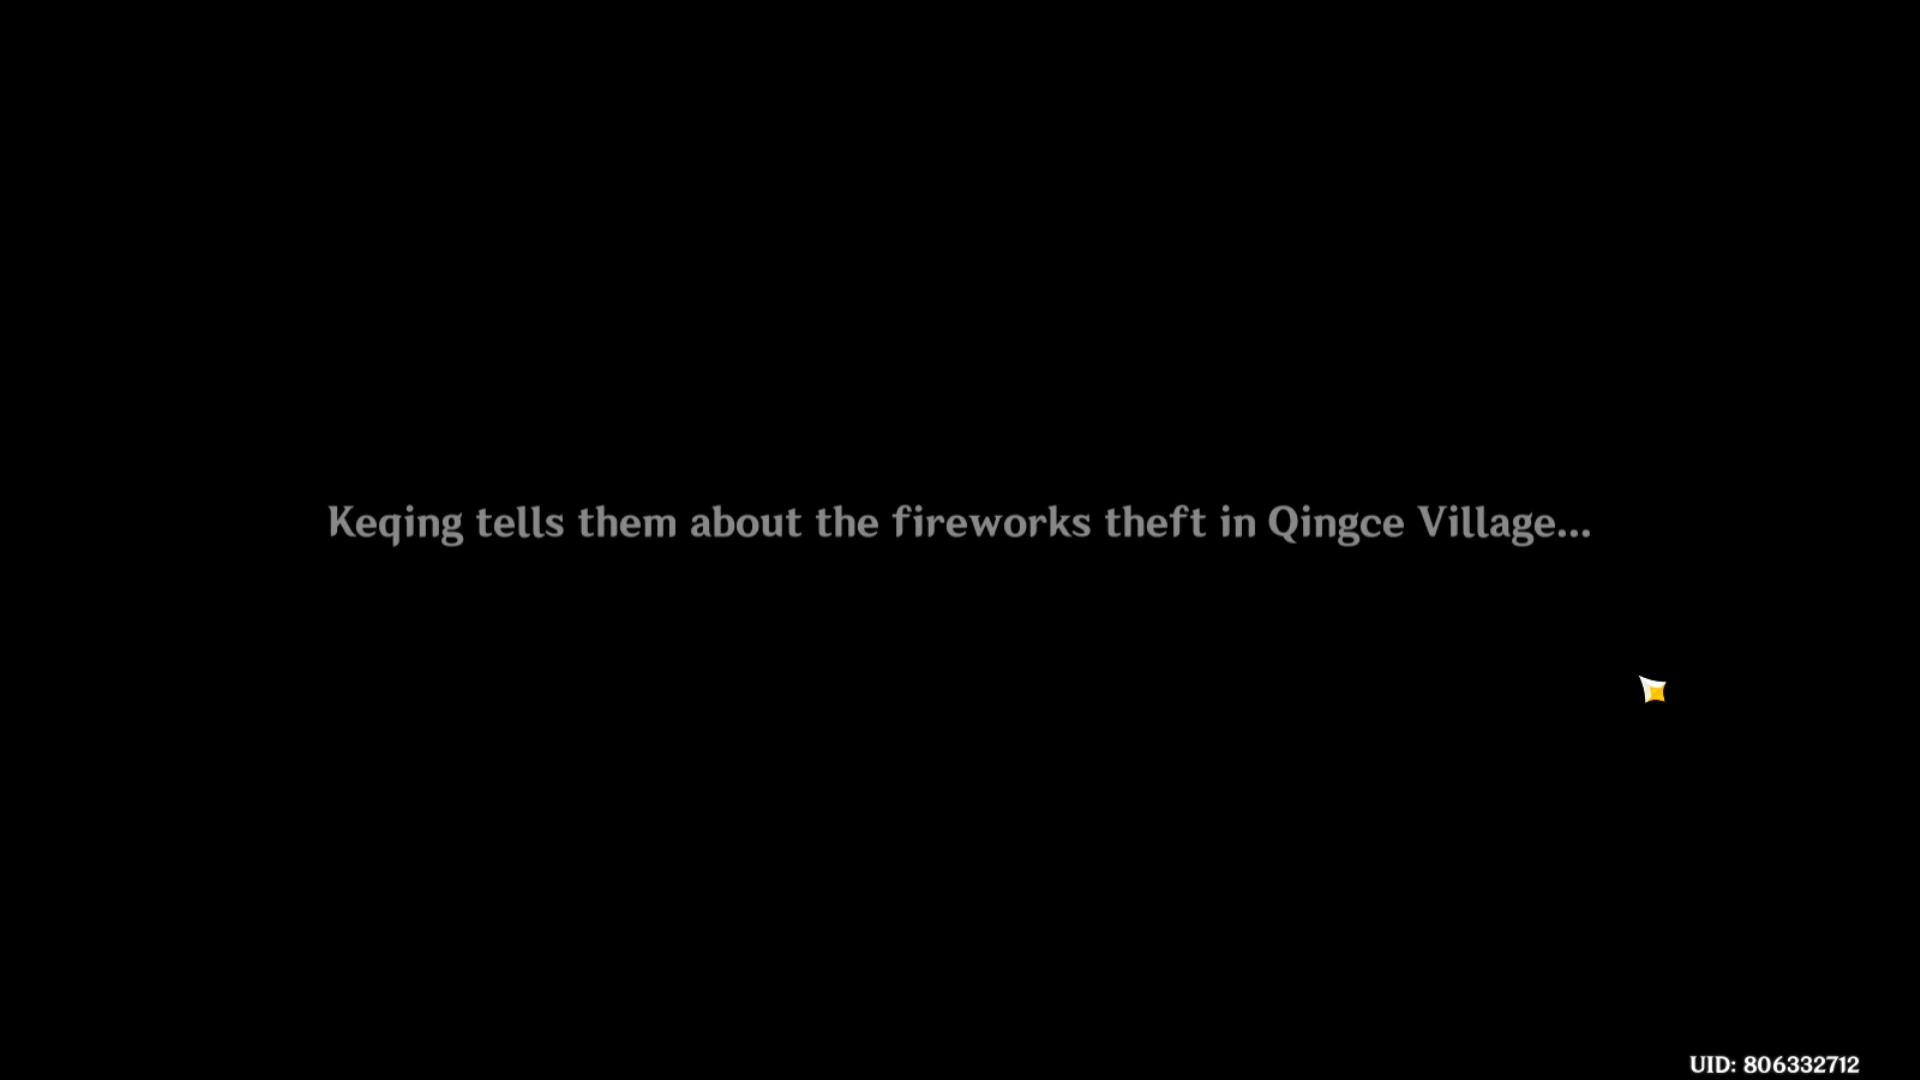 Keqing tells them about the fireworks theft in Qingce Village...
UID: 806332712